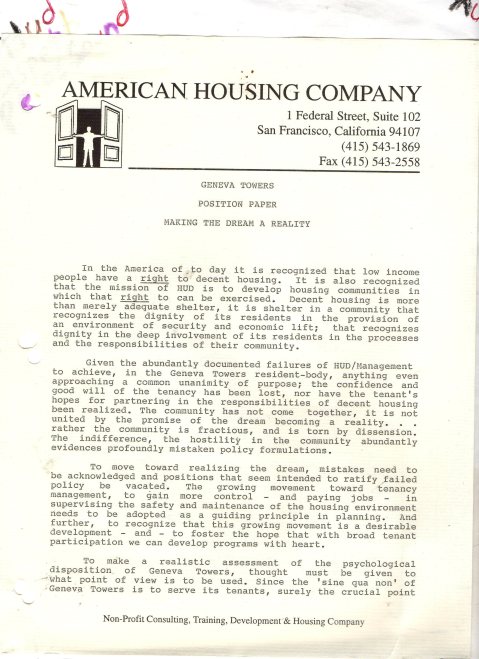 AMERICAN HOUSING COMPANY
1 Federal Street, Suite 102
San Francisco, California 94107
(415) 543-1869
Fax (415) 543-2558
GENEVA TOWERS
POSITION PAPER
MAKING THE DREAM A REALITY
In the America of to day it is recognized that low income
people have a right to decent housing. It is also recognized
that the mission of HUD is to develop housing communities in
which that right to can be exercised. Decent housing is more
than merely adequate shelter, it is shelter in a community that
recognizes the dignity of its residents in the provision of
an environment of security and economic lift; that recognizes
dignity in the deep involvement of its residents in the processes
and the responsibilities of their community.
Given the abundantly documented failures of HUD/Management
to achieve, in the Geneva Towers resident-body, anything even
approaching a common unanimity of purpose; the confidence and
good will of the tenancy has been lost, nor have the tenant's
hopes for partnering in the responsibilities of decent housing
been realized. The community has not come together, it is not
united by the promise of the dream becoming a reality. . .
rather the community is fractious, and is torn by dissension.
The indifference, the hostility in the community abundantly
evidences profoundly mistaken policy formulations.
To move toward realizing the dream, mistakes need to
be acknowledged and positions that seem intended to ratify failed
policy be vacated. The growing movement toward tenancy
management, to gain more control - and paying jobs - in
supervising the safety and maintenance of the housing environment
needs to be adopted as a guiding principle in planning. And
further, to recognize that this growing movement is a desirable
development - and - to foster the hope that with broad tenant
participation we can develop programs with heart.
To make a realistic assessment of the psychological
disposition of Geneva Towers, thought must be given to
what point of view is to be used. Since the 'sine qua non' of
Geneva Towers is to serve its tenants, surely the crucial point
Non-Profit Consulting, Training, Development & Housing Company